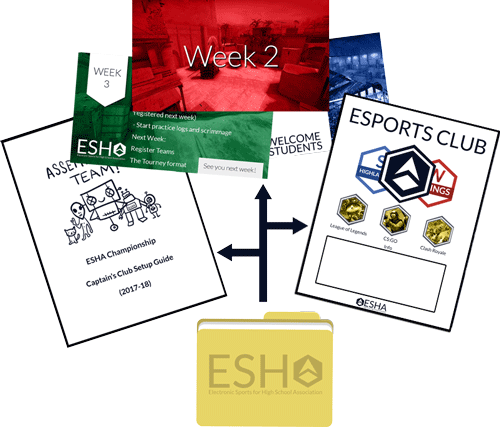 Week 2
WEEK
3
registered next week)
- Start practice logs and scrimmage
Next Week:
Register Teams
The Tourney format
ESHA
See you next week!
WELCOME
STUDENTS
TEAM!
ESHA Championship
Captain's Club Setup Guide
(2017-18)
ESPORTS CLUB
League of Legends
CS:GO
Clash Royale
Info
ESHA
ESHA
Electronic Sports for High School Association